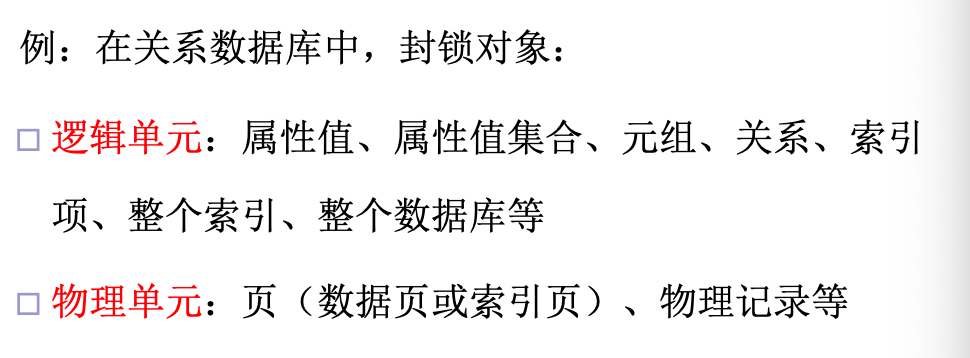 例：在关系数据库中，封锁对象：
逻辑单元：属性值、属性值集合、元组、关系、索引
项、整个索引、整个数据库等
物理单元：页（数据页或索引页）、物理记录等